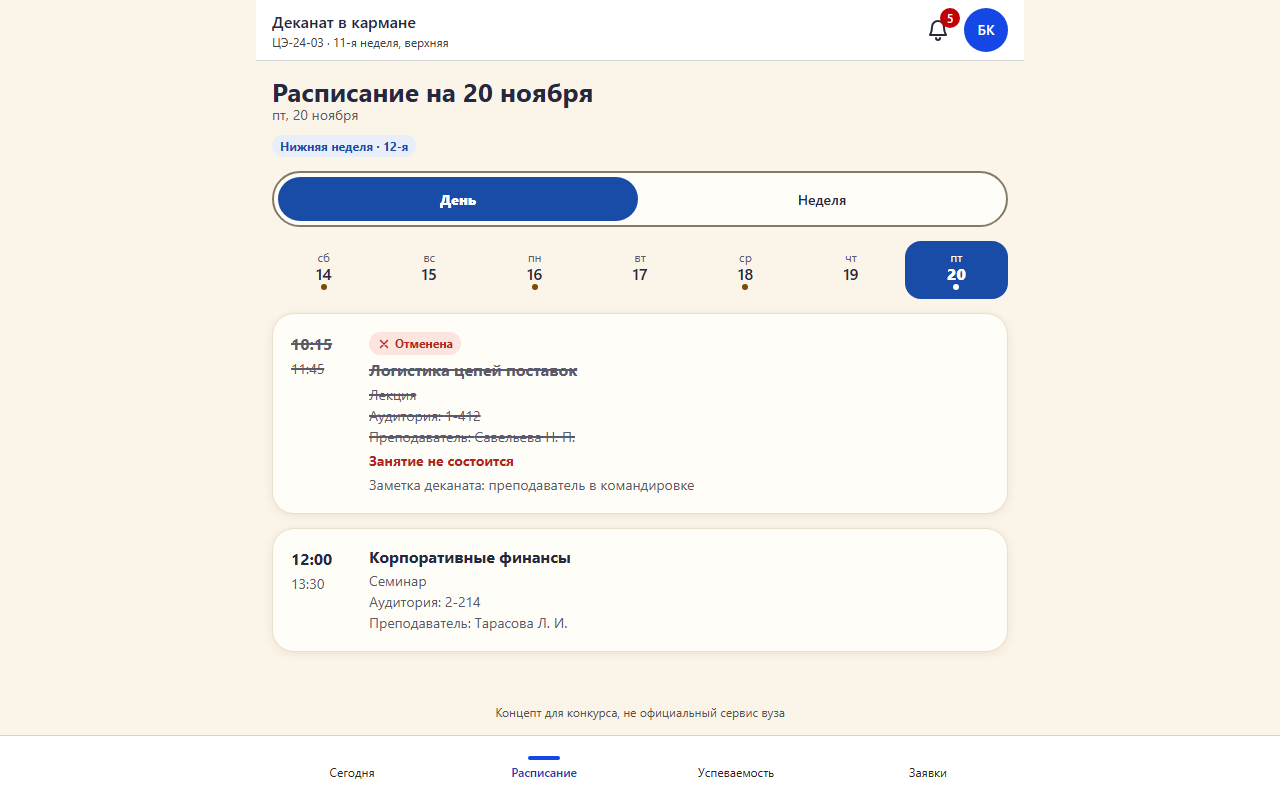 Деканат в кармане
ЦЭ-24-03 · 11-я неделя, верхняя
5
БК
Расписание на 20 ноября
пт, 20 ноября
Нижняя неделя · 12-я
День
Неделя
сб
14
вс
15
пн
16
вт
17
ср
18
чт
19
пт
20
10:15
11:45
Отменена
Логистика цепей поставок
Лекция
Аудитория: 1-412
Преподаватель: Савельева Н. П.
Занятие не состоится
Заметка деканата: преподаватель в командировке
12:00
13:30
Корпоративные финансы
Семинар
Аудитория: 2-214
Преподаватель: Тарасова Л. И.
Концепт для конкурса, не официальный сервис вуза
Сегодня
Расписание
Успеваемость
Заявки